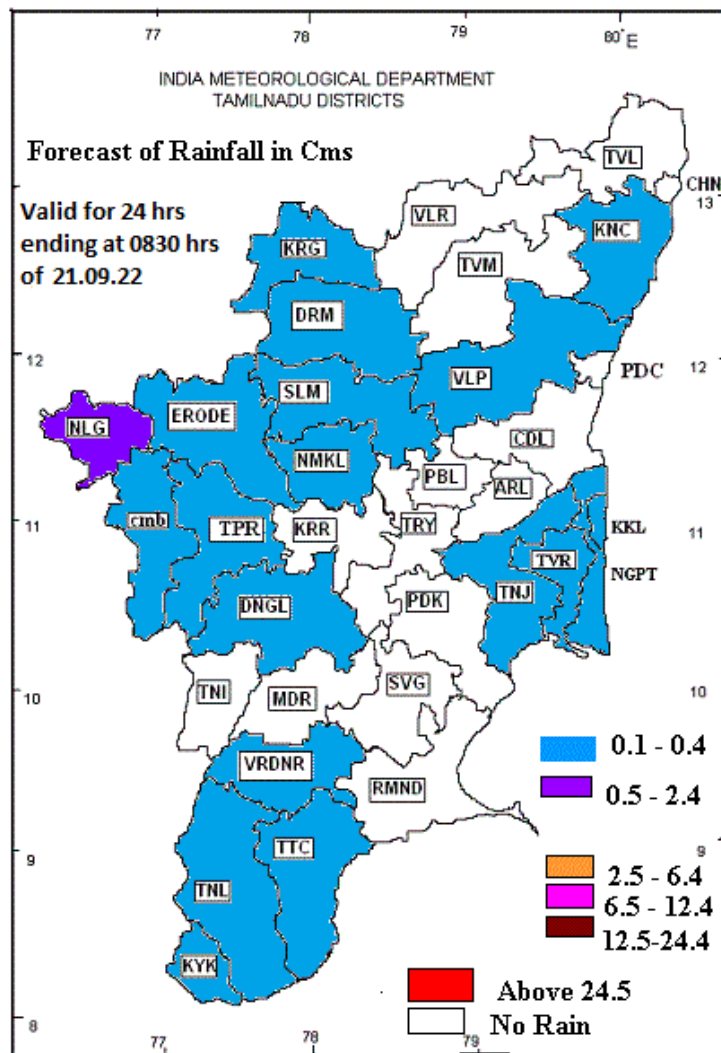 77
78
79
80°E
INDIA METEOROLOGICAL DEPARTMENT
TAMILNADU DISTRICTS
Forecast of Rainfall in Cms
TVL
CHN
13
Valid for 24 hrs
ending at 0830 hrs
of 21.09.22
VLR
KNC
KRG
TVM
DRM
12
12
PDC
SLM
VLP
ERODE
NLG
CDL
NMKL
PBL
ARL
11
cmb
TPR
KRR
TRY
KKL
11
TVR
NGPT
TNJ
DNGL
PDK
10
TNI
MDR
SVG
10
0.1 - 0.4
VRDNR
RMND
0.5 - 2.4
9
TTC
9
TNL
2.5 - 6.4
6.5 - 12.4
12.5-24.4
KYK
Above 24.5
8
No Rain
77
78
79